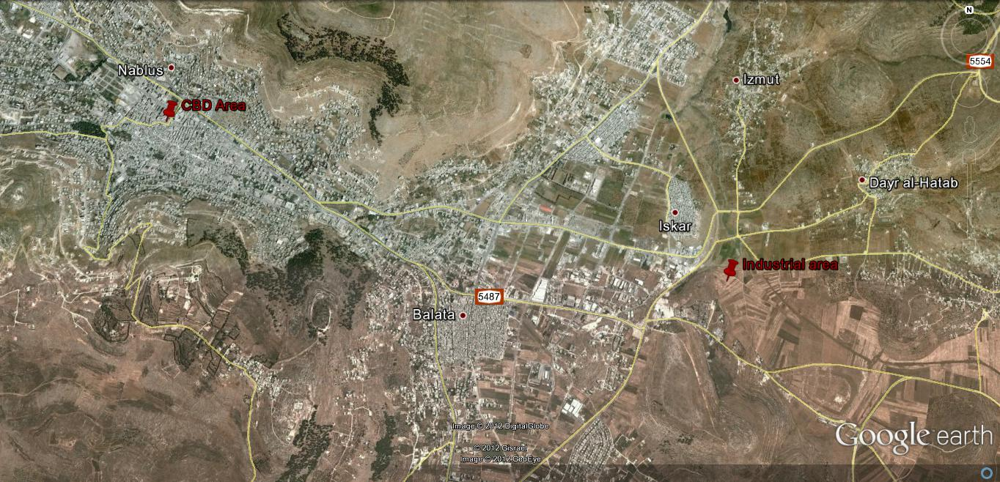 N
5554
Nablus
Izmut
CBD Area
Dayr al-Hatab
Iskar
Industrial area
5487
Balata
Image © 2012 DigitalGlobe
© 2012 Gisrael
Image © 2012 GeoEye
Google earth